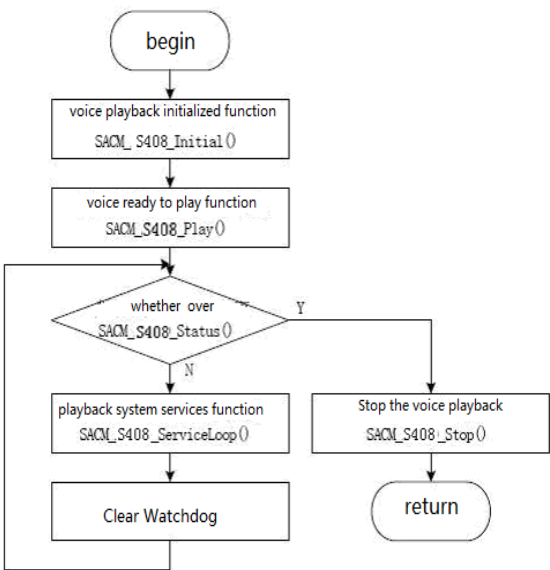 begin
voice playback initialized function
SACM_ S408_Initial()
voice ready to play function
SACM_S408_Play()
whether over
SACM_S408_Status()
Y
N
playback system services function
SACM_S408_ServiceLoop()
Stop the voice playback
SACM_S408_Stop()
Clear Watchdog
return